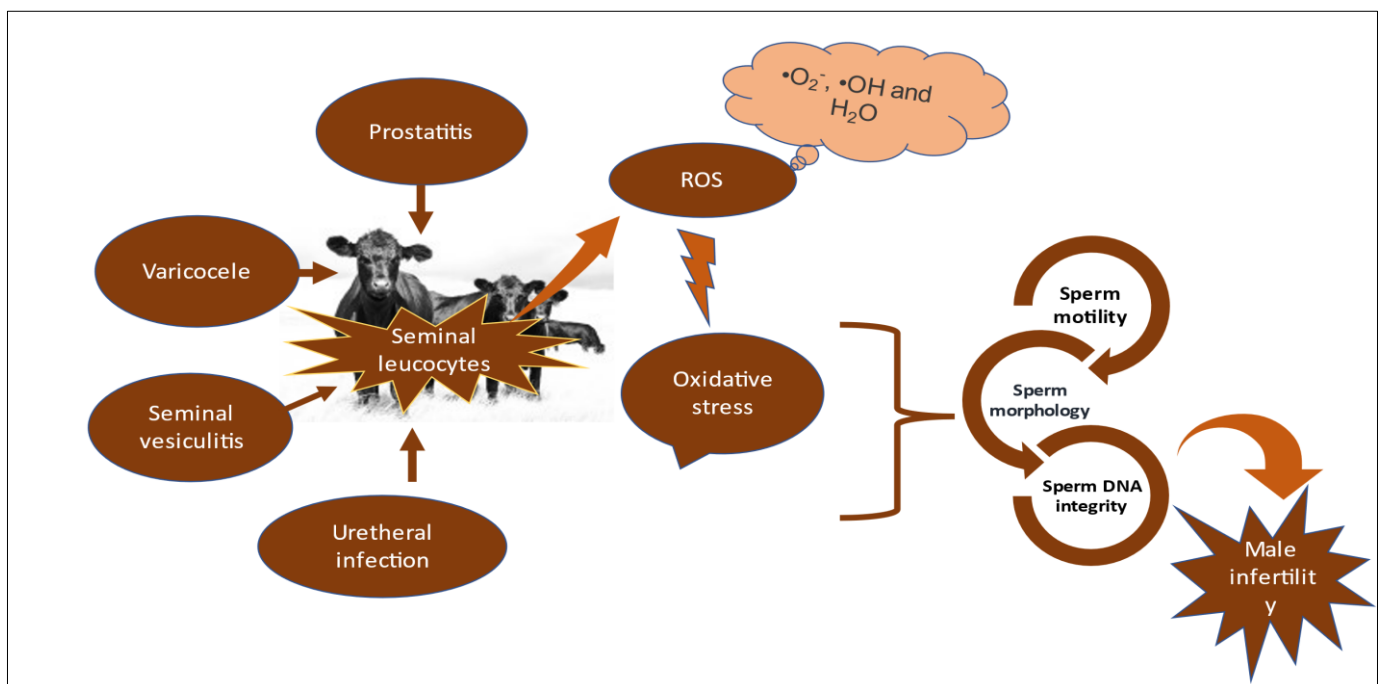 •O₂⁻, •OH and
H₂O
Prostatitis
ROS
Varicocele
Sperm
motility
Seminal
leucocytes
Oxidative
stress
Sperm
morphology
Seminal
vesiculitis
Sperm DNA
integrity
Uretheral
infection
Male
infertilit
y